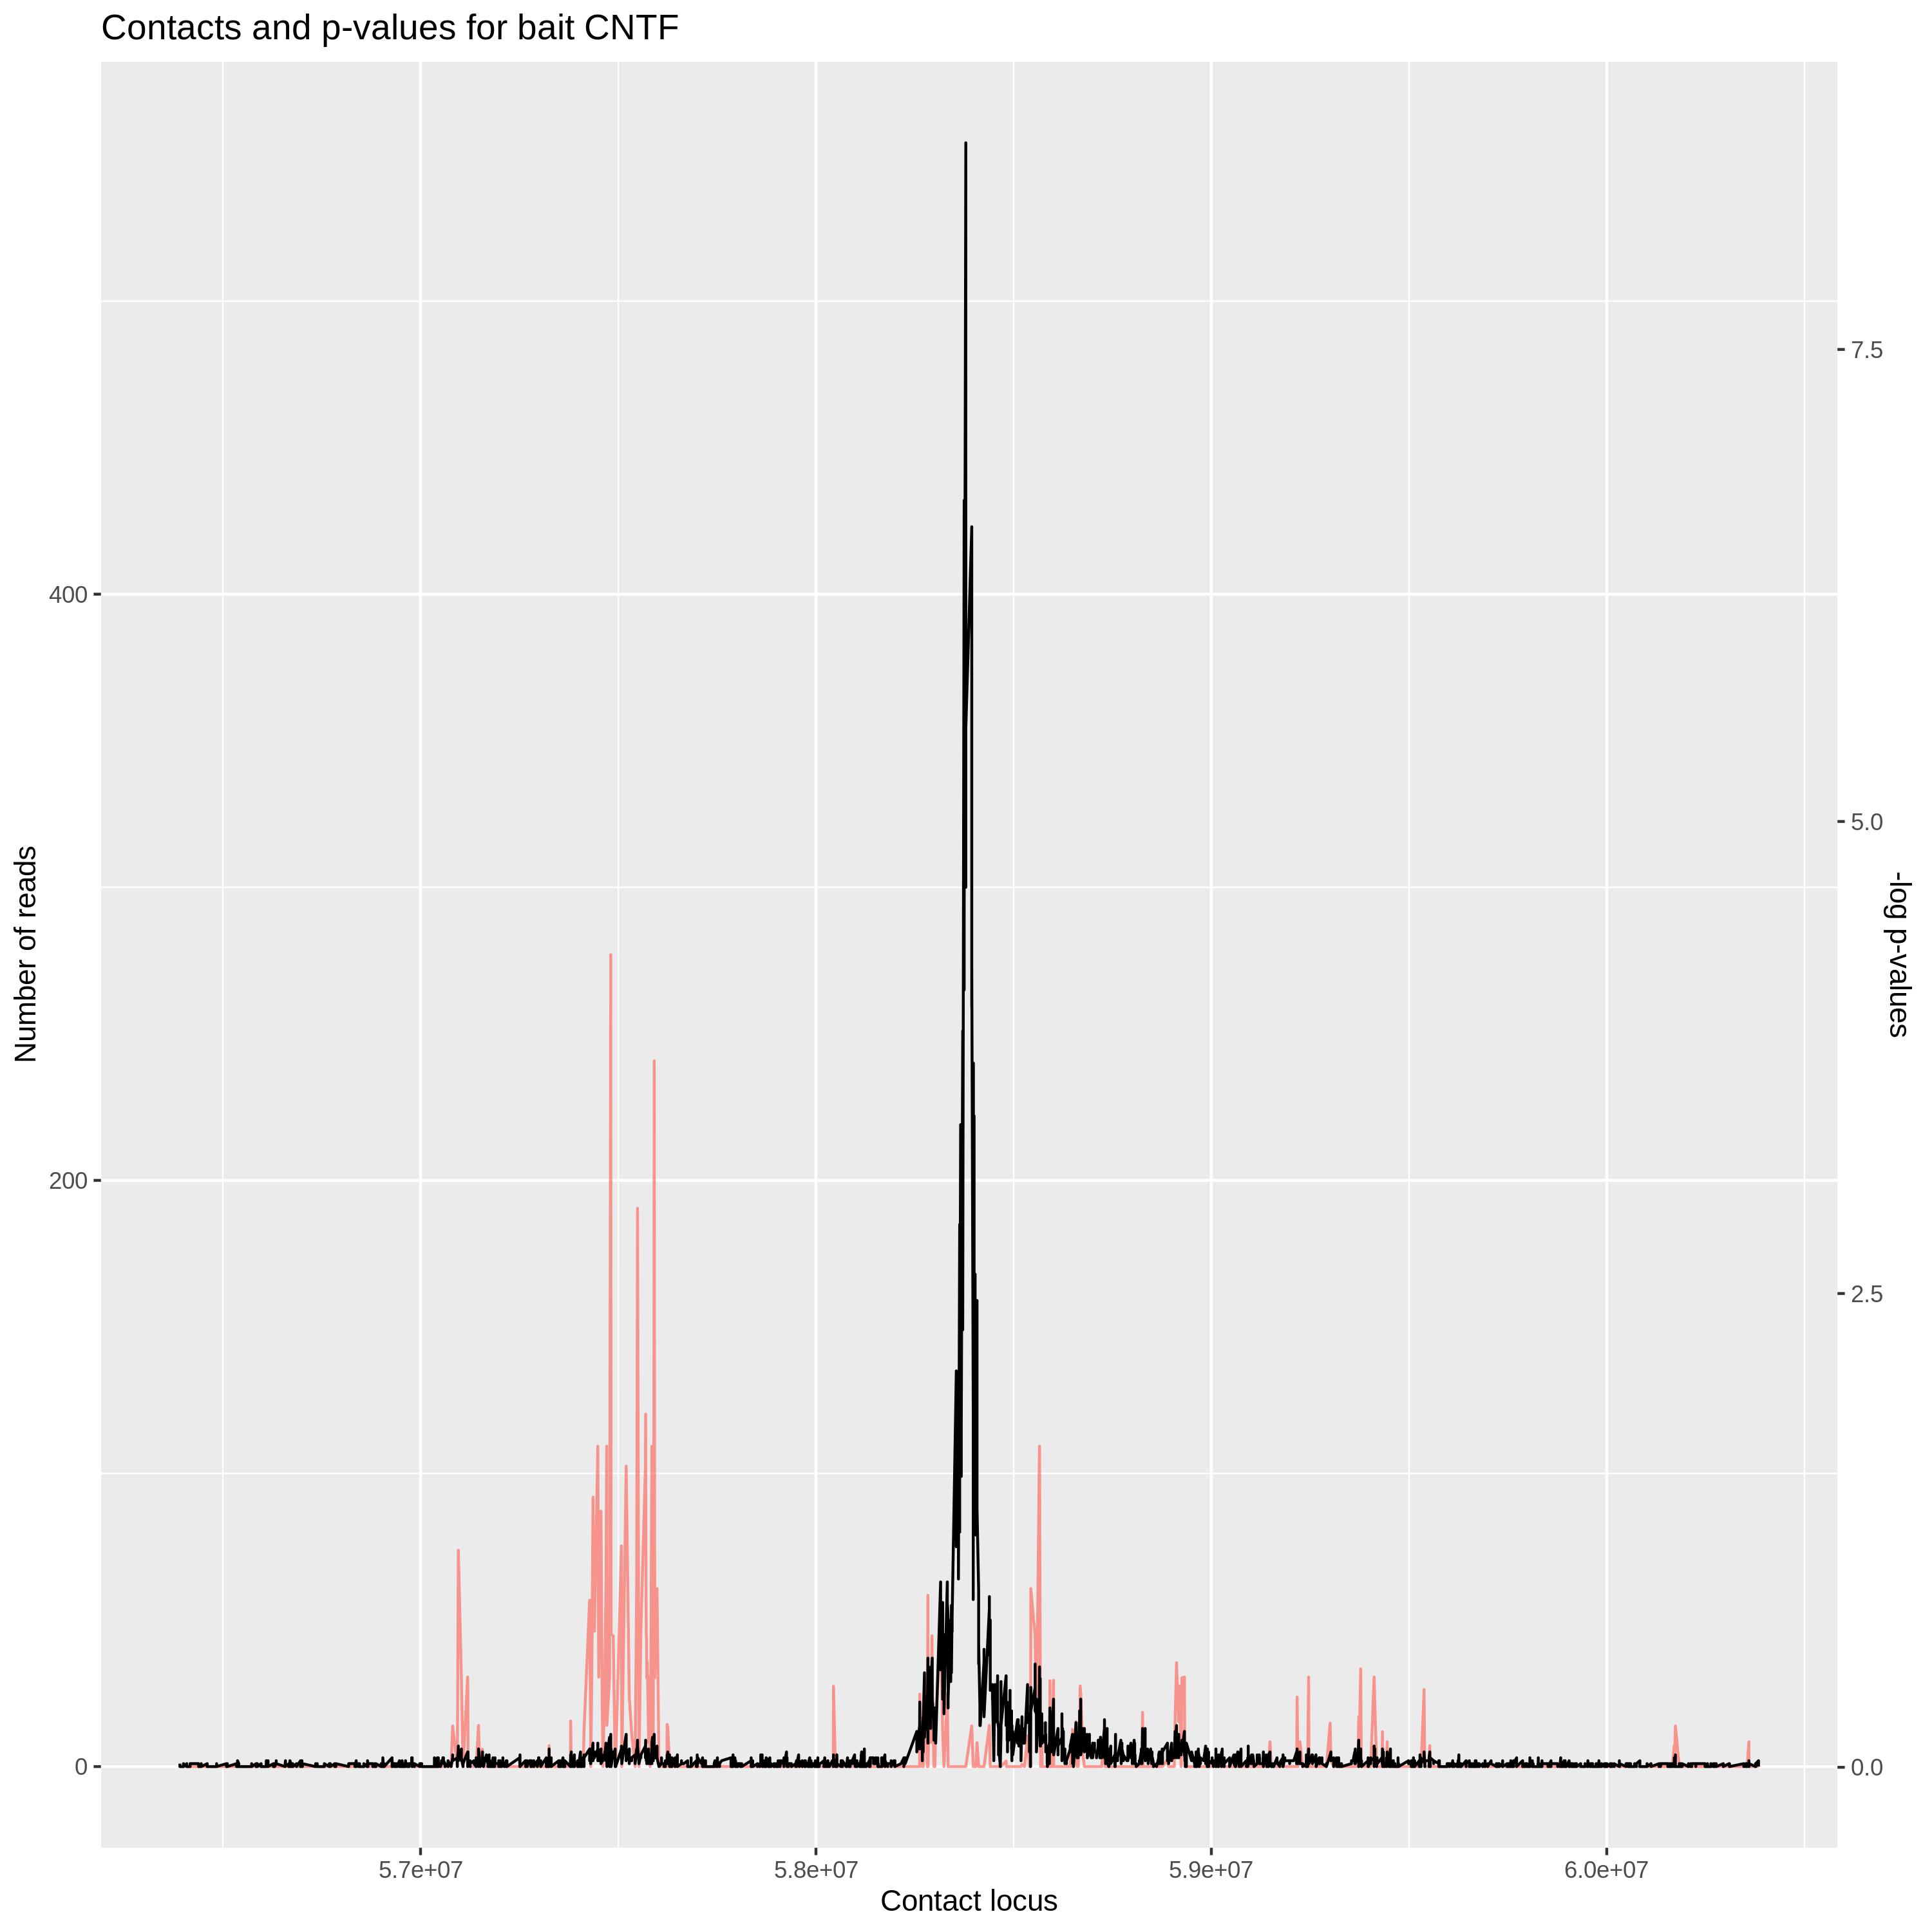 Contacts and p-values for bait CNTF
Number of reads
400
200
0
7.5
5.0
2.5
0.0
-log p-values
5.7e+07
5.8e+07
5.9e+07
6.0e+07
Contact locus